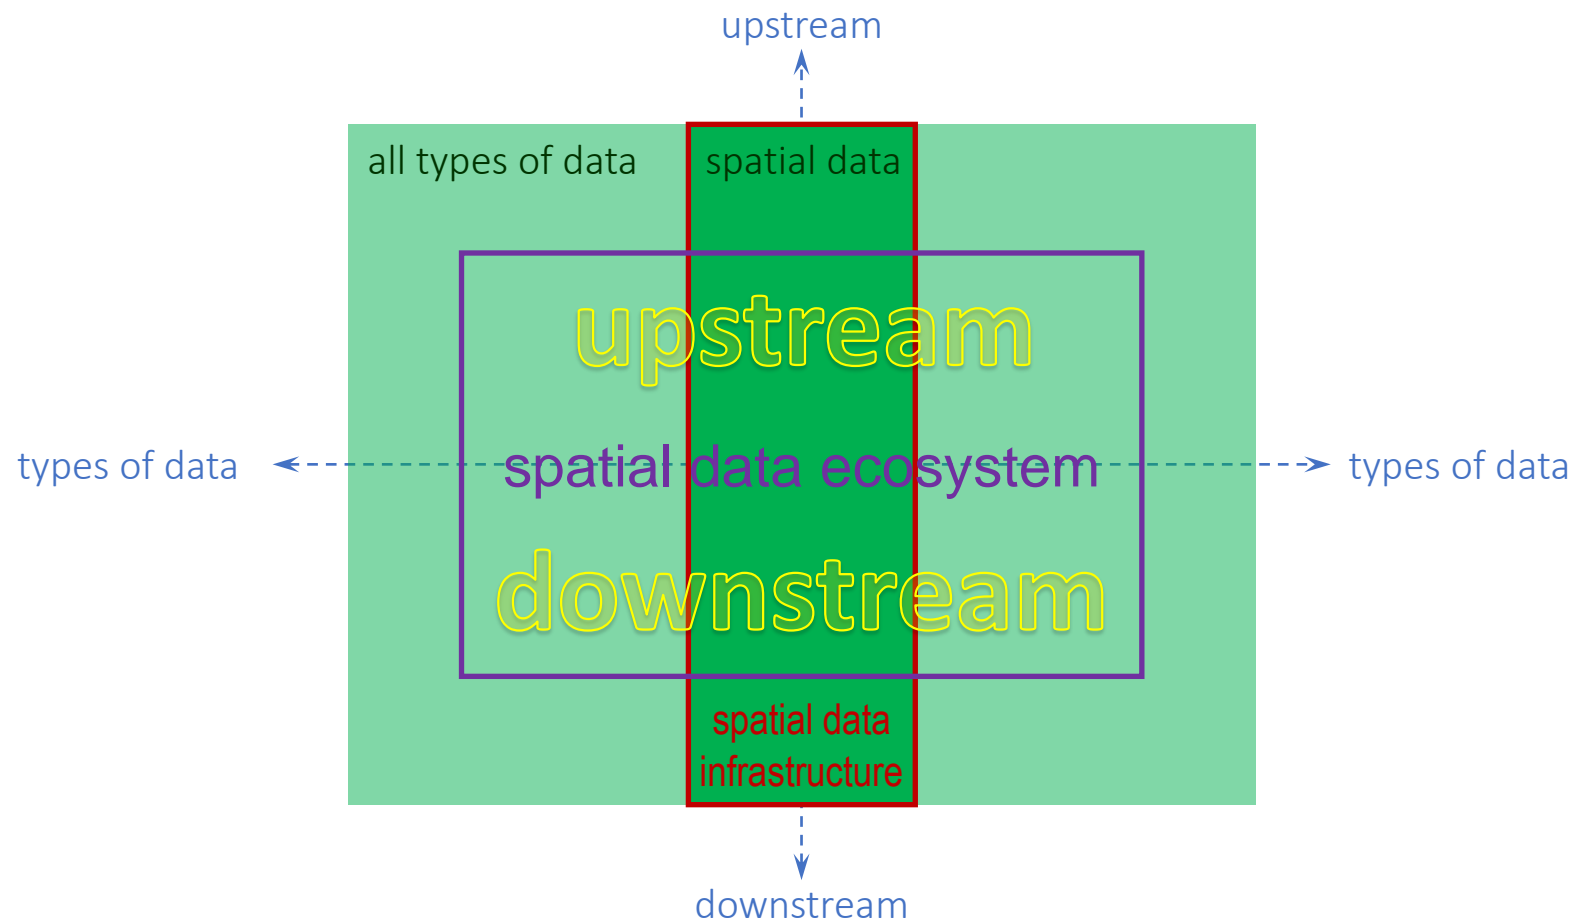 upstream
all types of data
spatial data
upstream
types of data
spatial data ecosystem
types of data
downstream
spatial data
infrastructure
downstream